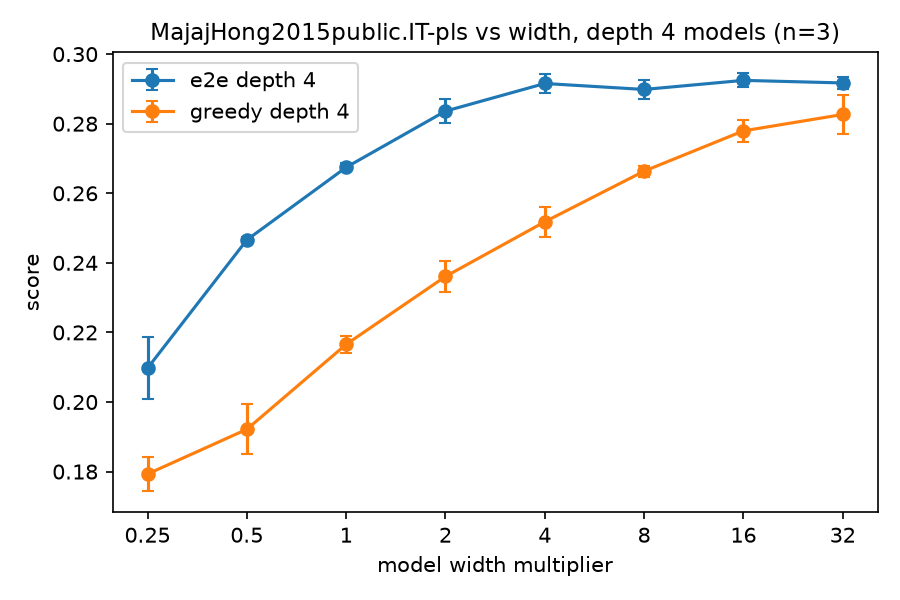 MajajHong2015public.IT-pls vs width, depth 4 models (n=3)
e2e depth 4
greedy depth 4
score
0.30
0.28
0.26
0.24
0.22
0.20
0.18
0.25 0.5 1 2 4 8 16 32
model width multiplier